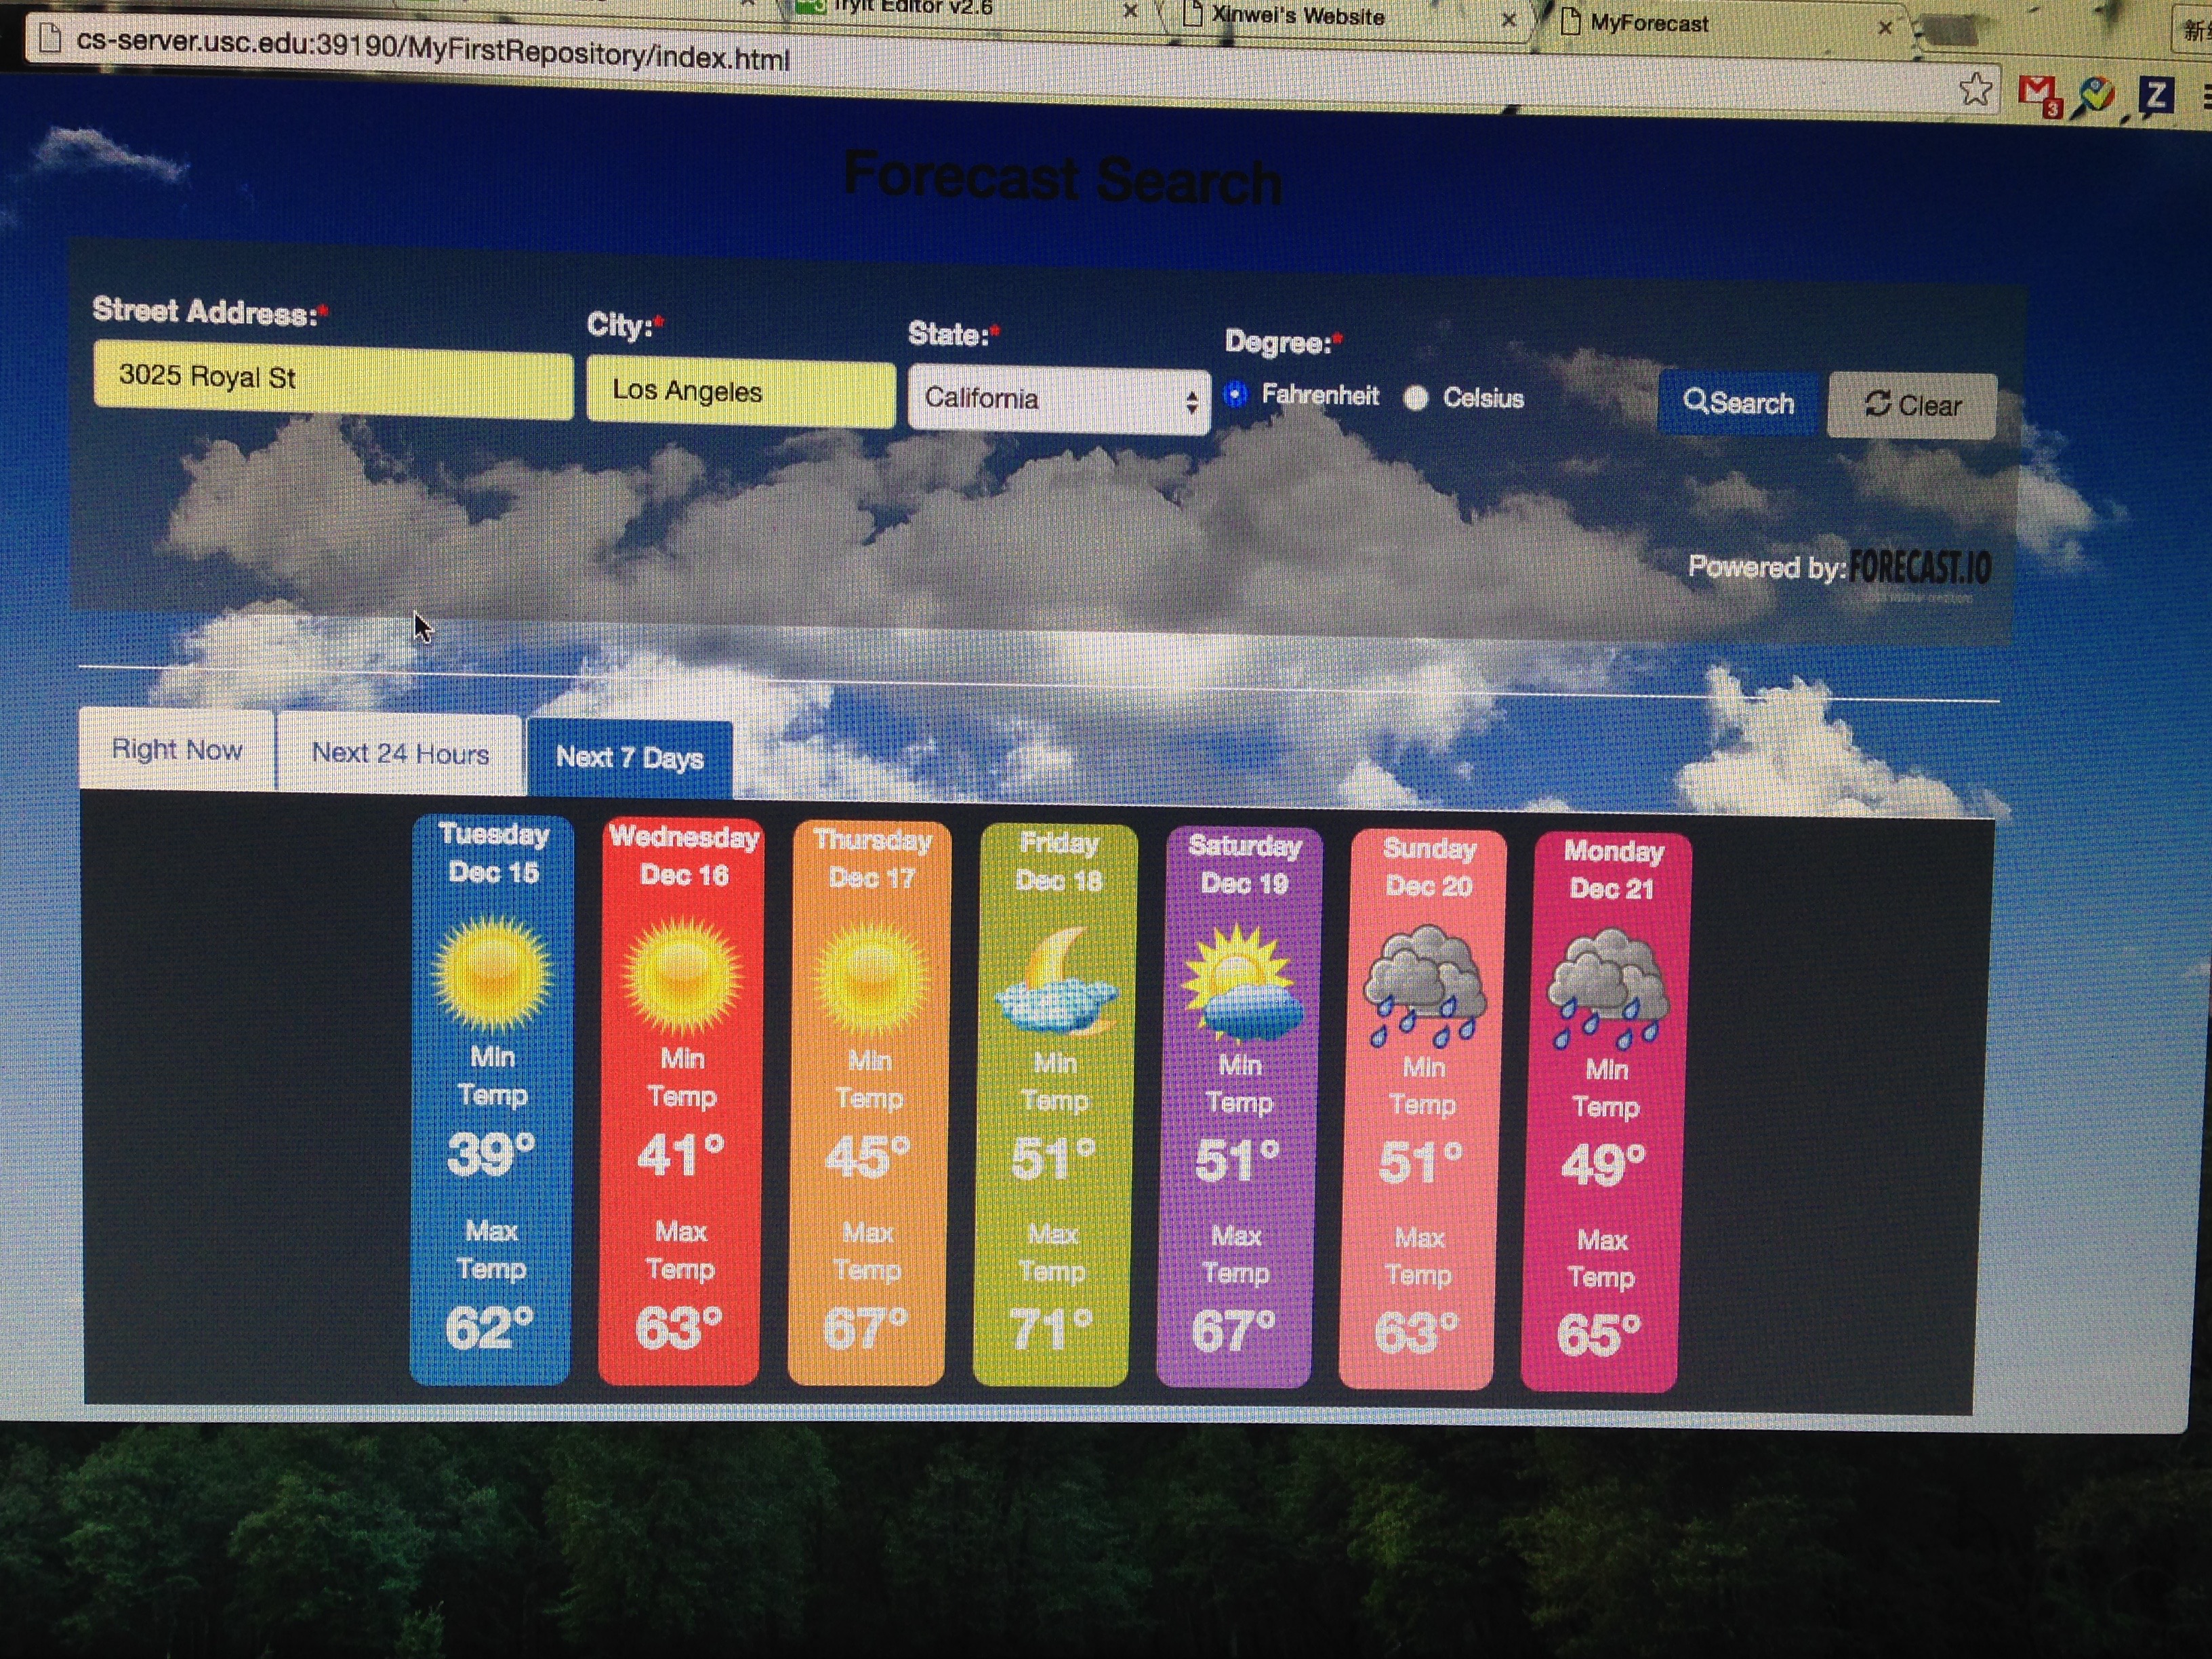 TryIt Editor v2.6
Xinwei's Website
MyForecast
cs-server.usc.edu:39190/MyFirstRepository/index.html
3
Z
Forecast Search
Street Address:*
City:*
State:*
Degree:*
3025 Royal St
Los Angeles
California
Fahrenheit
Celsius
Search
Clear
Powered by:FORECAST.IO
Right Now
Next 24 Hours
Next 7 Days
Tuesday
Dec 15
Min
Temp
39°
Max
Temp
62°
Wednesday
Dec 16
Min
Temp
41°
Max
Temp
63°
Thursday
Dec 17
Min
Temp
45°
Max
Temp
67°
Friday
Dec 18
Min
Temp
51°
Max
Temp
71°
Saturday
Dec 19
Min
Temp
51°
Max
Temp
67°
Sunday
Dec 20
Min
Temp
51°
Max
Temp
63°
Monday
Dec 21
Min
Temp
49°
Max
Temp
65°